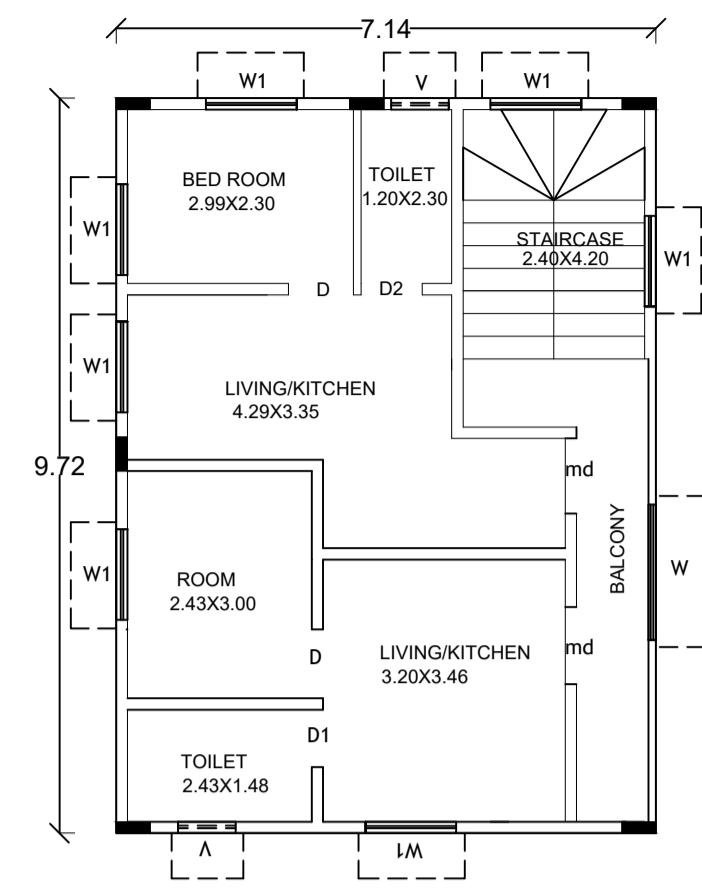 7.14
W1
V
W1
BED ROOM
2.99X2.30
TOILET
1.20X2.30
W1
STAIRCASE
2.40X4.20
W1
D
D2
W1
LIVING/KITCHEN
4.29X3.35
9.72
md
W1
ROOM
2.43X3.00
BALCONY
W
D
LIVING/KITCHEN
3.20X3.46
md
D1
TOILET
2.43X1.48
V
W1